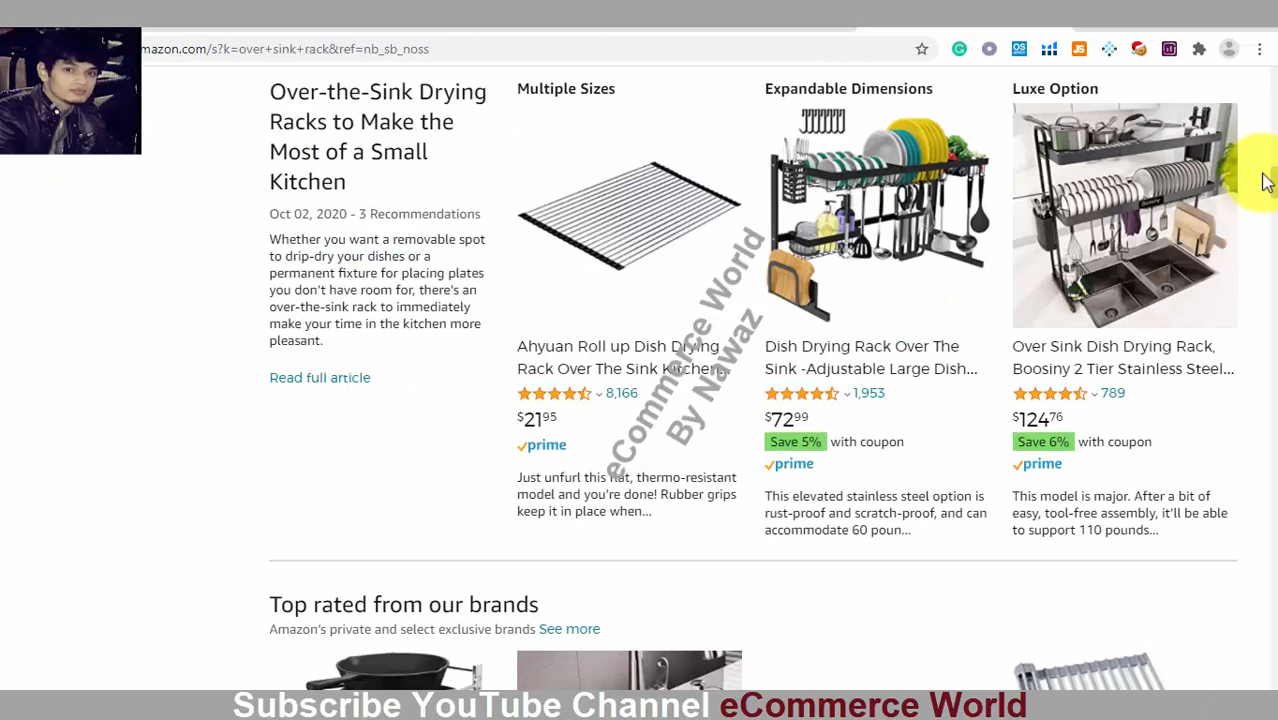 mazon.com/s?k=over+sink+rack&ref=nb_sb_noss
Over-the-Sink Drying
Racks to Make the
Most of a Small
Kitchen
Oct 02, 2020 - 3 Recommendations
Whether you want a removable spot
to drip-dry your dishes or a
permanent fixture for placing plates
you don't have room for, there's an
over-the-sink rack to immediately
make your time in the kitchen more
pleasant.
Read full article
Multiple Sizes
Ahyuan Roll up Dish Drying
Rack Over The Sink Kitchen...
8,166
$21 95
prime
Just unfurl this flat, thermo-resistant
model and you're done! Rubber grips
keep it in place when...
Expandable Dimensions
Dish Drying Rack Over The
Sink -Adjustable Large Dish...
1,953
$72 99
Save 5% with coupon
prime
This elevated stainless steel option is
rust-proof and scratch-proof, and can
accommodate 60 poun...
Luxe Option
Boosiny
Over Sink Dish Drying Rack,
Boosiny 2 Tier Stainless Steel...
789
$124 76
Save 6% with coupon
prime
This model is major. After a bit of
easy, tool-free assembly, it'll be able
to support 110 pounds...
eCommerce World
By Nawaz
Top rated from our brands
Amazon's private and select exclusive brands See more
Subscribe YouTube Channel eCommerce World